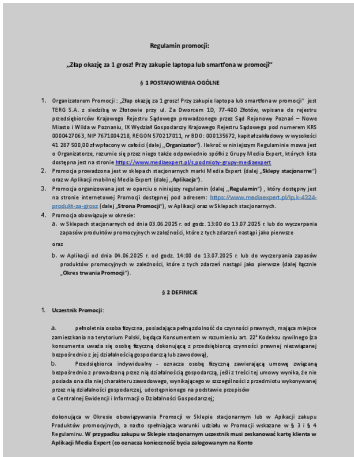 Regulamin promocji:
„Złap okazję za 1 grosz! Przy zakupie laptopa lub smartfona w promocji”
§ 1 POSTANOWIENIA OGÓLNE
1. Organizatorem Promocji : „Złap okazję za 1 grosz! Przy zakupie laptopa lub smartfona w promocji” jest
TERG S.A. z siedzibą w Złotowie przy ul. Za Dworcem 1D, 77-400 Złotów, wpisana do rejestru
przedsiębiorców Krajowego Rejestru Sądowego prowadzonego przez Sąd Rejonowy Poznań – Nowe
Miasto i Wilda w Poznaniu, IX Wydział Gospodarczy Krajowego Rejestru Sądowego pod numerem KRS
0000427063, NIP 7671004218, REGON 570217011, nr BDO: 000135672, kapitał zakładowy w wysokości
41 287 500,00 zł wpłacony w całości (dalej „Organizator”). Ilekroć w niniejszym Regulaminie mowa jest
o Organizatorze, rozumie się przez niego także odpowiednio spółki z Grupy Media Expert, których lista
dostępna jest na stronie https://www.mediaexpert.pl/s,podmioty-grupy-mediaexpert
2. Promocja prowadzona jest w sklepach stacjonarnych marki Media Expert (dalej „Sklepy stacjonarne”)
oraz w Aplikacji mobilnej Media Expert (dalej „Aplikacja”).
3. Promocja organizowana jest w oparciu o niniejszy regulamin (dalej „Regulamin”) , który dostępny jest
na stronie internetowej Promocji dostępnej pod adresem: https://www.mediaexpert.pl/lp,k-4334-
produkt-za-grosz (dalej „Strona Promocji”), w Aplikacji oraz w Sklepach stacjonarnych.
4. Promocja obowiązuje w okresie:
a. w Sklepach stacjonarnych od dnia 03.06.2025 r. od godz. 13:00 do 13.07.2025 r. lub do wyczerpania
zapasów produktów promocyjnych w zależności, które z tych zdarzeń nastąpi jako pierwsze
oraz
b. w Aplikacji od dnia 04.06.2025 r. od godz. 14:00 do 13.07.2025 r. lub do wyczerpania zapasów
produktów promocyjnych w zależności, które z tych zdarzeń nastąpi jako pierwsze (dalej łącznie
„Okres trwania Promocji”).
§ 2 DEFINICJE
1. Uczestnik Promocji:
a. pełnoletnia osoba fizyczna, posiadająca pełną zdolność do czynności prawnych, mająca miejsce
zamieszkania na terytorium Polski, będąca Konsumentem w rozumieniu art. 22¹ Kodeksu cywilnego (za
konsumenta uważa się osobę fizyczną dokonującą z przedsiębiorcą czynności prawnej niezwiązanej
bezpośrednio z jej działalnością gospodarczą lub zawodową),
b. Przedsiębiorca indywidualny – oznacza osobę fizyczną zawierającą umowę związaną
bezpośrednio z prowadzoną przez nią działalnością gospodarczą, jeśli z treści tej umowy wynika, że nie
posiada ona dla niej charakteru zawodowego, wynikającego w szczególności z przedmiotu wykonywanej
przez nią działalności gospodarczej, udostępnionego na podstawie przepisów
o Centralnej Ewidencji i Informacji o Działalności Gospodarczej;
dokonująca w Okresie obowiązywania Promocji w Sklepie stacjonarnym lub w Aplikacji zakupu
Produktów promocyjnych, a nadto spełniająca warunki udziału w Promocji wskazane w § 3 i § 4
Regulaminu. W przypadku zakupu w Sklepie stacjonarnym uczestnik musi zeskanować kartę klienta w
Aplikacji Media Expert (co oznacza konieczność bycia zalogowanym na Konto